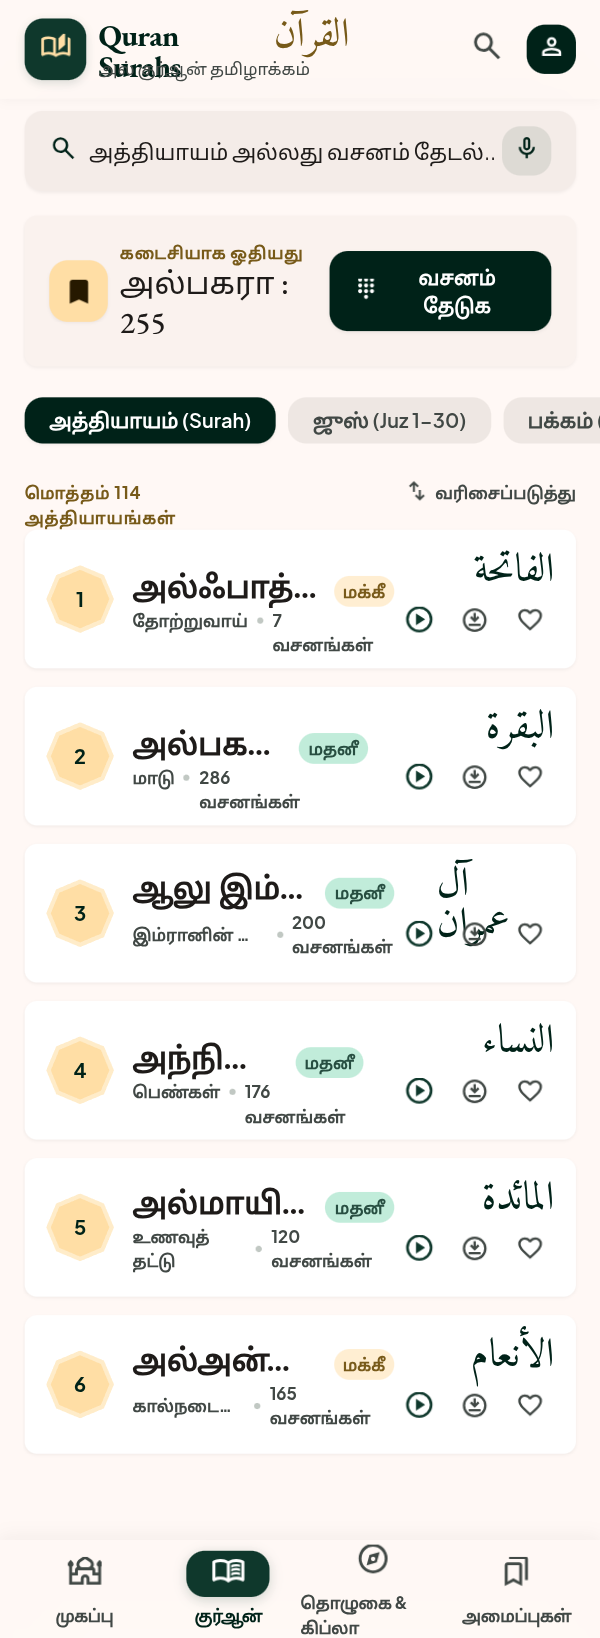 Quran
Surahs
القرآن
அல்குர்ஆன் தமிழாக்கம்
அத்தியாயம் அல்லது வசனம் தேடல்..
கடைசியாக ஓதியது
அல்பகரா :
255
வசனம்
தேடுக
அத்தியாயம் (Surah)
ஜுஸ் (Juz 1–30)
பக்கம் (
மொத்தம் 114
அத்தியாயங்கள்
வரிசைப்படுத்து
1
அல்ஃபாத்...
மக்கீ
الفاتحة
தோற்றுவாய் • 7
வசனங்கள்
2
அல்பக...
மதனீ
البقرة
மாடு • 286
வசனங்கள்
3
ஆலு இம்...
மதனீ
آل
عمران
இம்ரானின் ... • 200
வசனங்கள்
4
அந்நி...
மதனீ
النساء
பெண்கள் • 176
வசனங்கள்
5
அல்மாயி...
மதனீ
المائدة
உணவுத்
தட்டு
• 120
வசனங்கள்
6
அல்அன்...
மக்கீ
الأنعام
கால்நடை... • 165
வசனங்கள்
முகப்பு
குர்ஆன்
தொழுகை &
கிப்லா
அமைப்புகள்